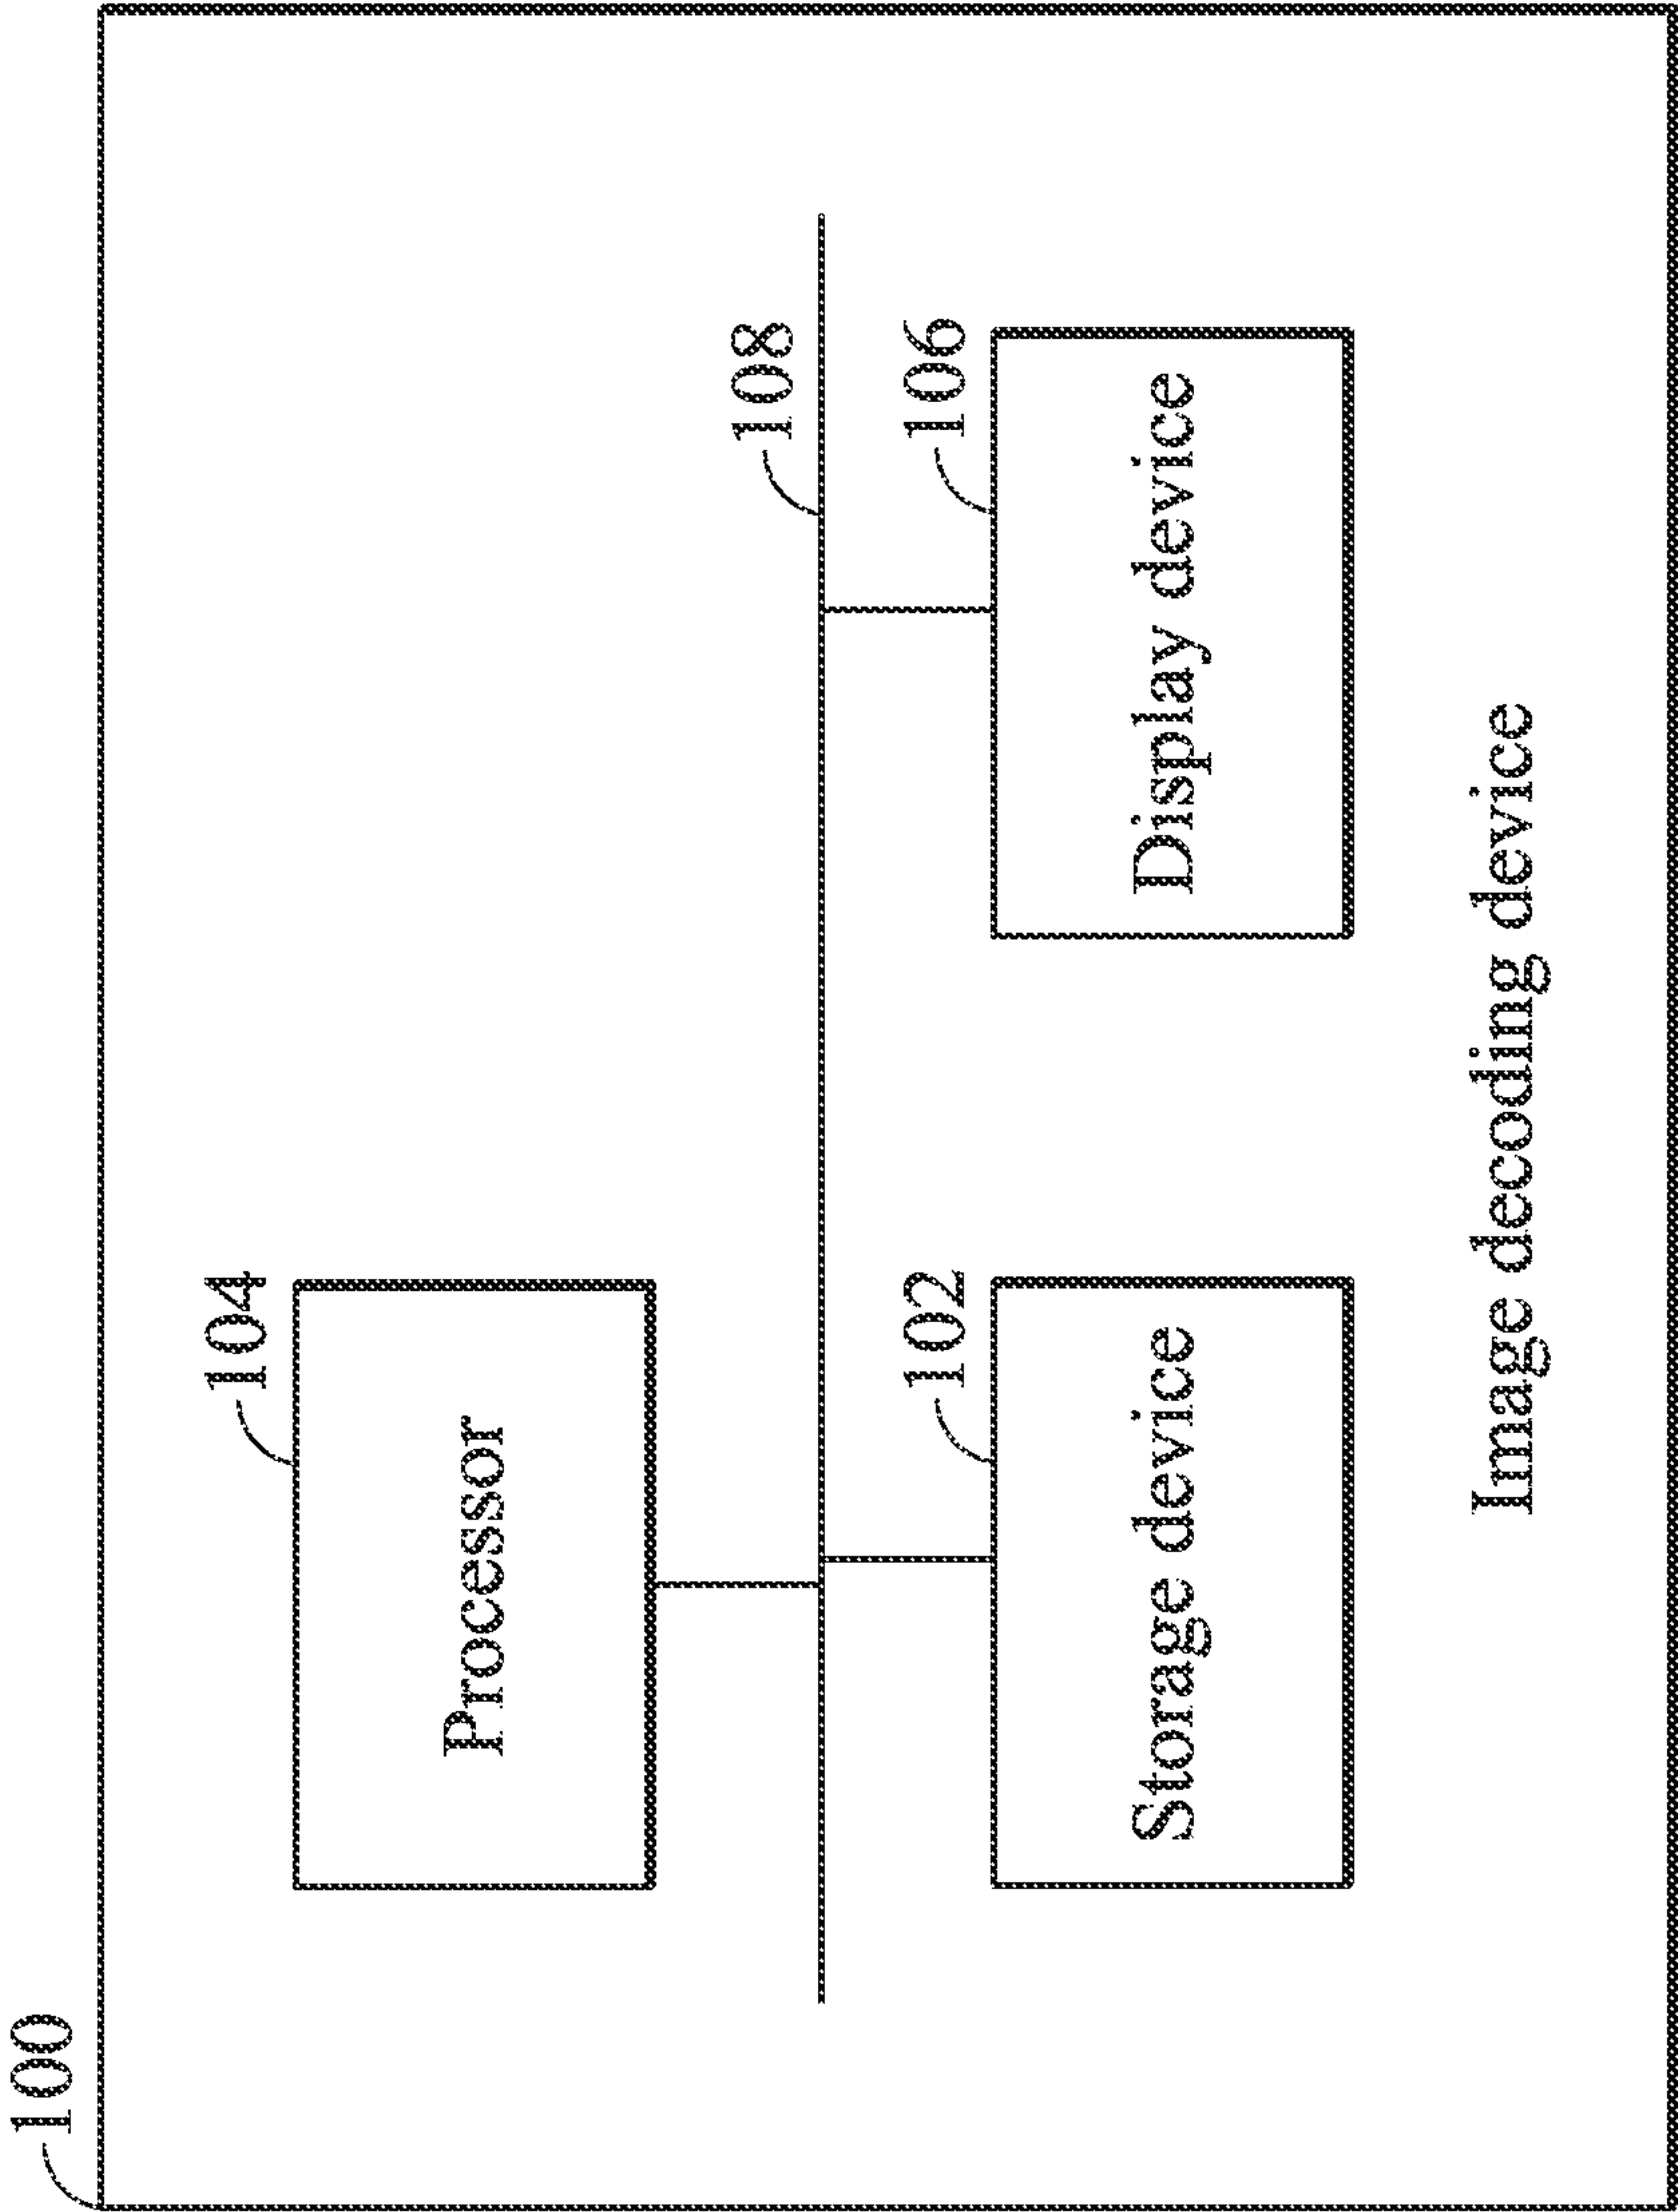 100
104
Processor
108
102
106
Storage device
Display device
Image decoding device